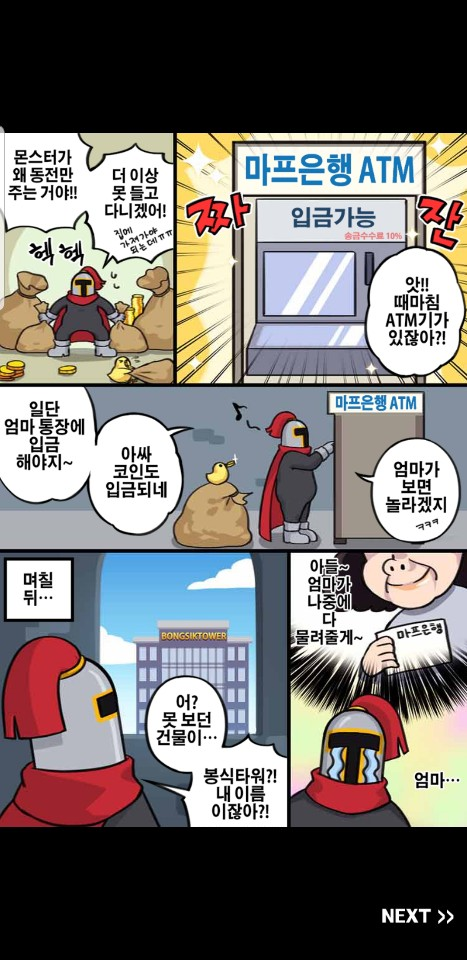 몬스터가
왜 동전만
주는 거야!!
더 이상
못 들고
다니겠어!
집에
가져가야
되는데ㅠㅠ
헥헥
마프은행 ATM
입금가능
송금수수료 10%
짜
잔
앗!!
때마침
ATM기가
있잖아?!
일단
엄마 통장에
입금
해야지~
아싸
코인도
입금되네
마프은행 ATM
엄마가
보면
놀라겠지
ㅋㅋㅋ
며칠
뒤…
BONGSIKTOWER
어?
못 보던
건물이…
봉식타워?!
내 이름
이잖아?!
아들~
엄마가
나중에
다
물려줄게~
마프은행
엄마…
NEXT >>